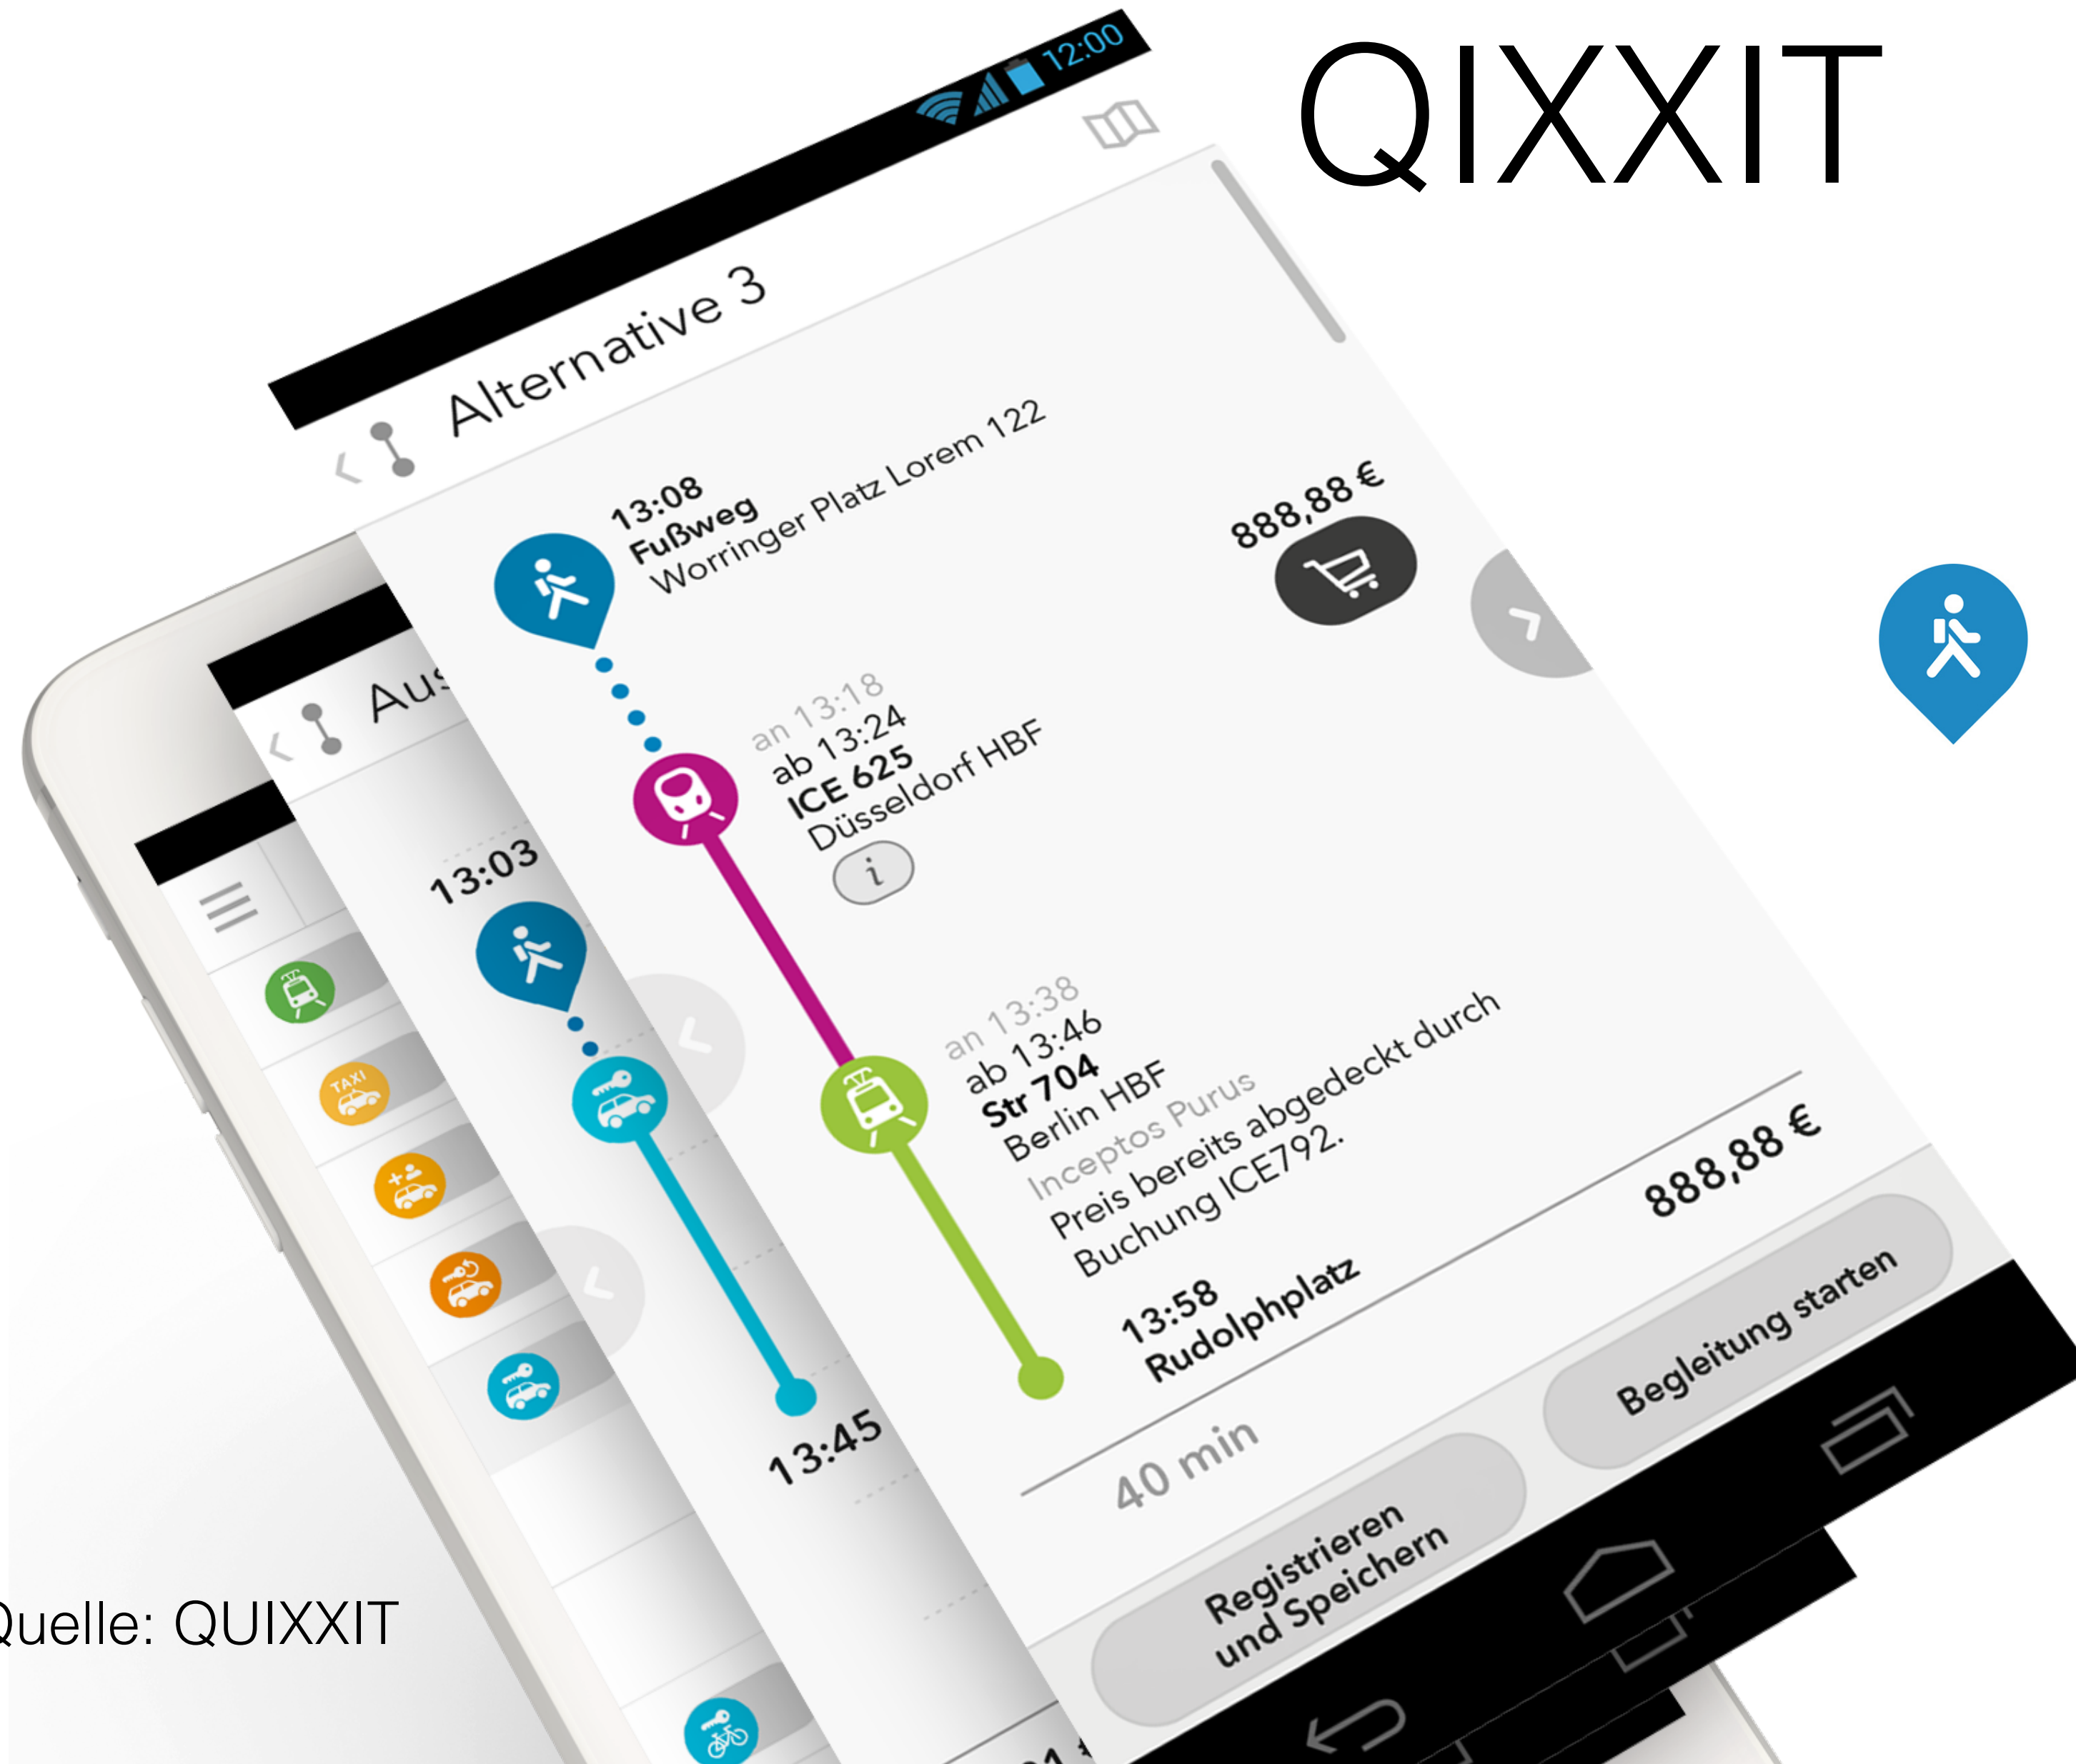 QIXXIT
12:00
Alternative 3
13:08
Fußweg
Worringer Platz Lorem 122
888,88 €
an 13:18
ab 13:24
ICE 625
Düsseldorf HBF
i
an 13:38
ab 13:46
Str 704
Berlin HBF
Inceptos Purus
Preis bereits abgedeckt durch
Buchung ICE792.
13:58
Rudolphplatz
40 min
888,88 €
Registrieren
und Speichern
Begleitung starten
Aus
13:03
13:45
TAXI
Quelle: QUIXXIT